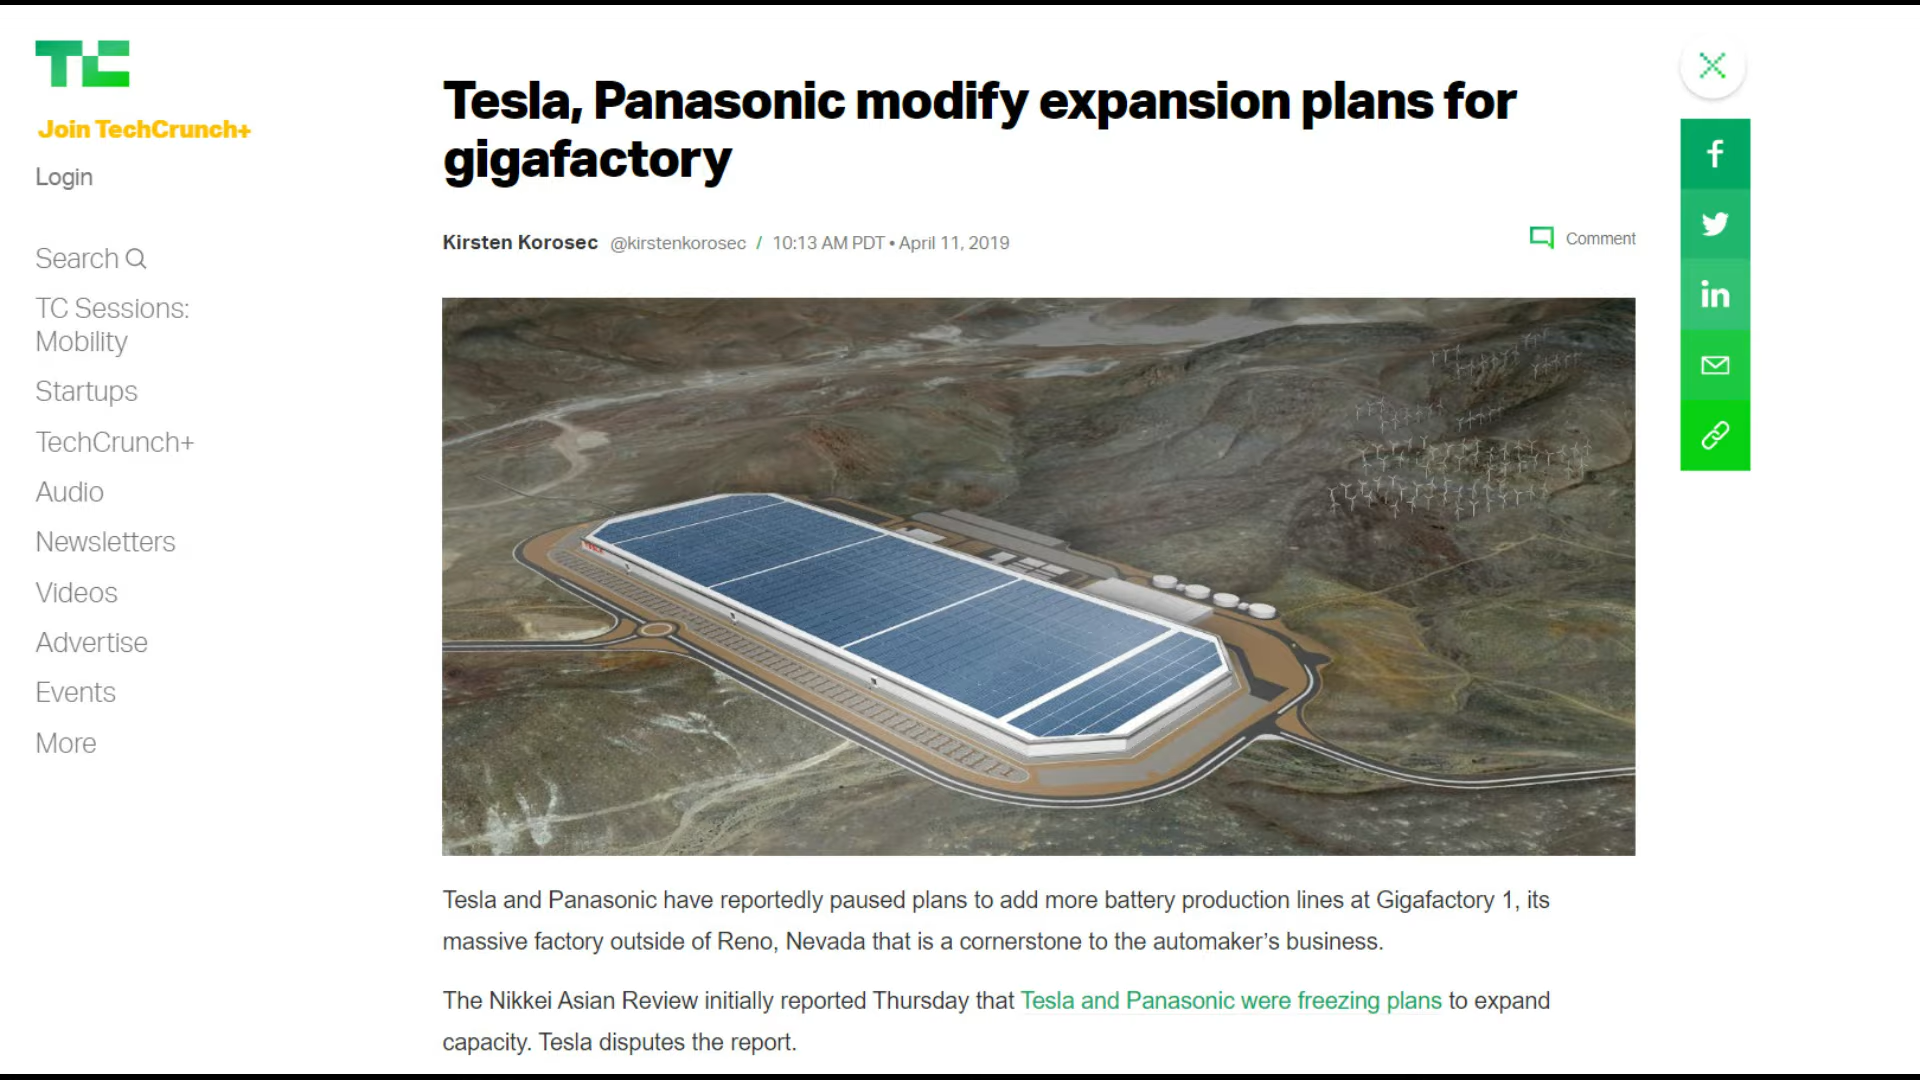 TC
Join TechCrunch+
Login
Search
TC Sessions:
Mobility
Startups
TechCrunch+
Audio
Newsletters
Videos
Advertise
Events
More
Tesla, Panasonic modify expansion plans for
gigafactory
Kirsten Korosec @kirstenkorosec / 10:13 AM PDT • April 11, 2019
Comment
TESLA
Tesla and Panasonic have reportedly paused plans to add more battery production lines at Gigafactory 1, its
massive factory outside of Reno, Nevada that is a cornerstone to the automaker’s business.
The Nikkei Asian Review initially reported Thursday that Tesla and Panasonic were freezing plans to expand
capacity. Tesla disputes the report.
f
in